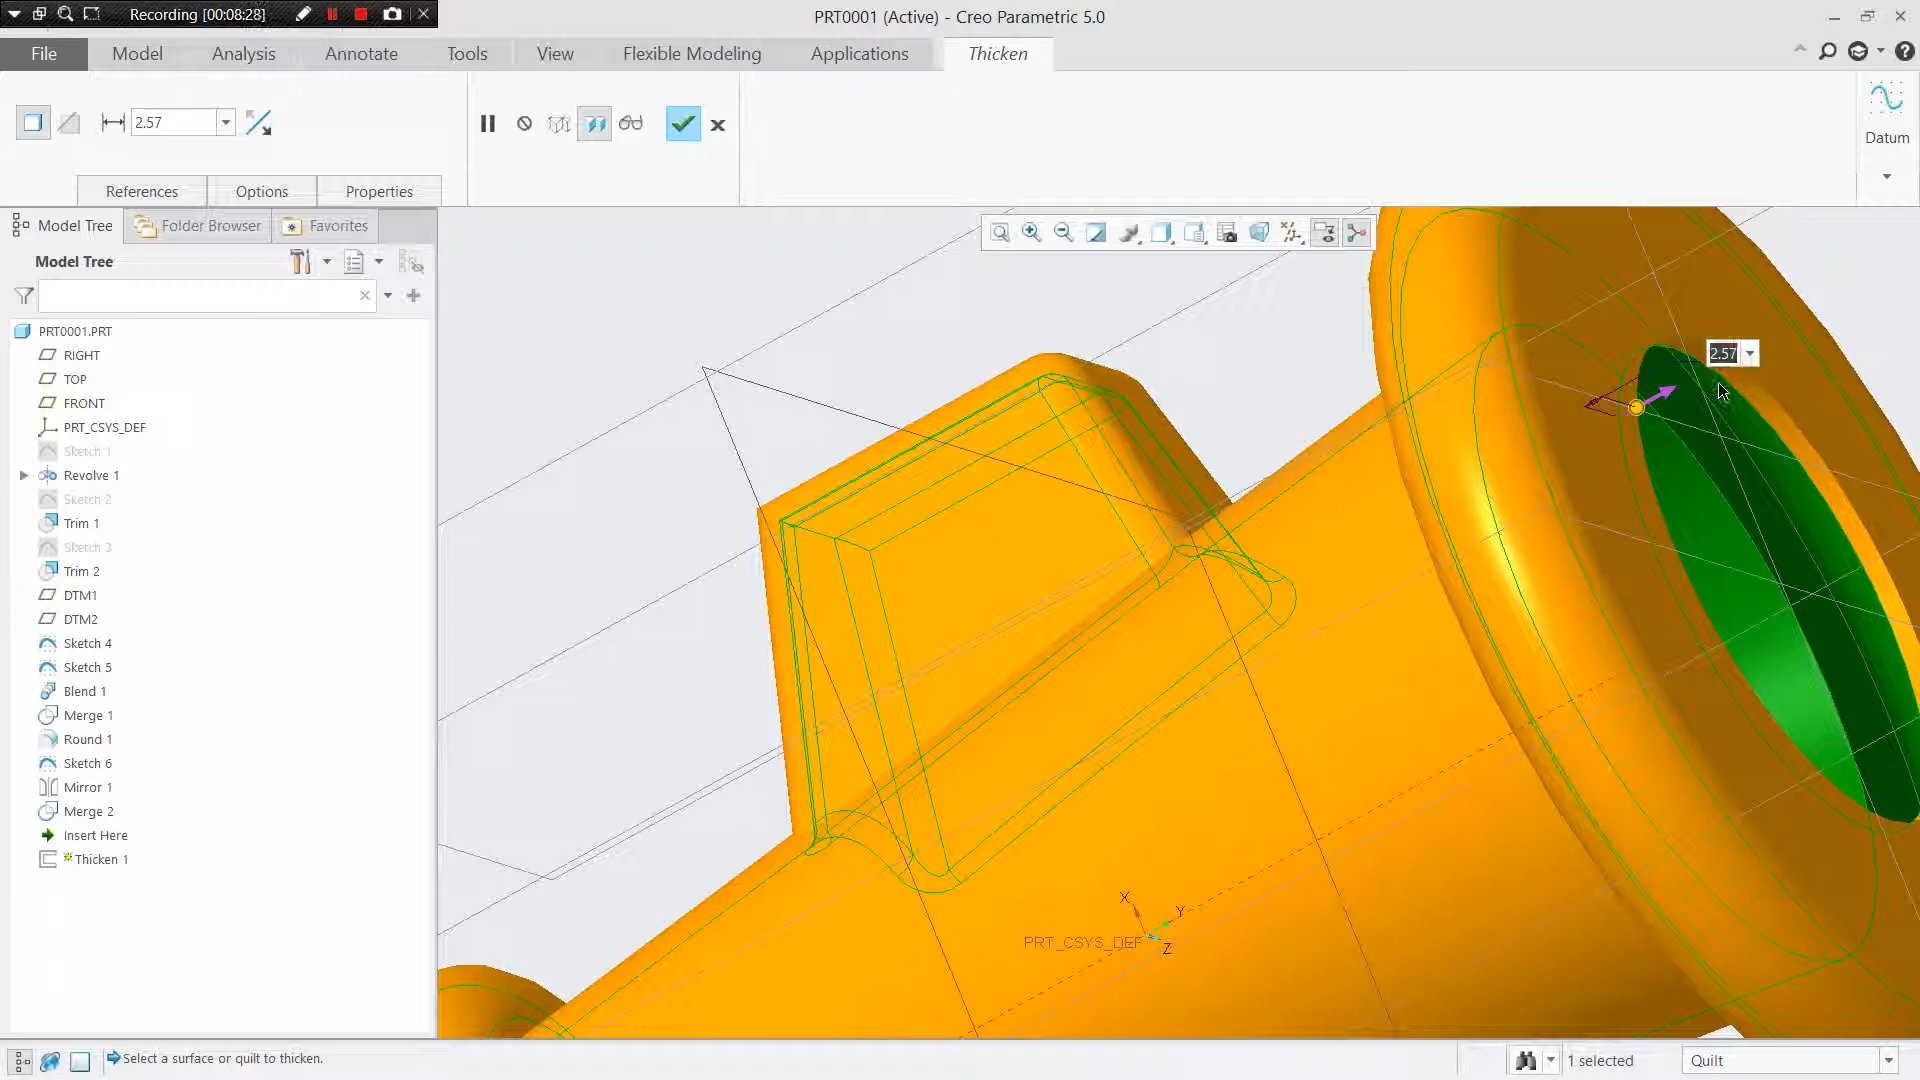 Recording [00:08:28]
PRT0001 (Active) - Creo Parametric 5.0
File
Model
Analysis
Annotate
Tools
View
Flexible Modeling
Applications
Thicken
2.57
Datum
References
Options
Properties
Model Tree
Folder Browser
Favorites
Model Tree
PRT0001.PRT
RIGHT
TOP
FRONT
PRT_CSYS_DEF
Sketch 1
Revolve 1
Sketch 2
Trim 1
Sketch 3
Trim 2
DTM1
DTM2
Sketch 4
Sketch 5
Blend 1
Merge 1
Round 1
Sketch 6
Mirror 1
Merge 2
Insert Here
Thicken 1
2.57
X
Y
Z
PRT_CSYS_DEF
Select a surface or quilt to thicken.
1 selected
Quilt